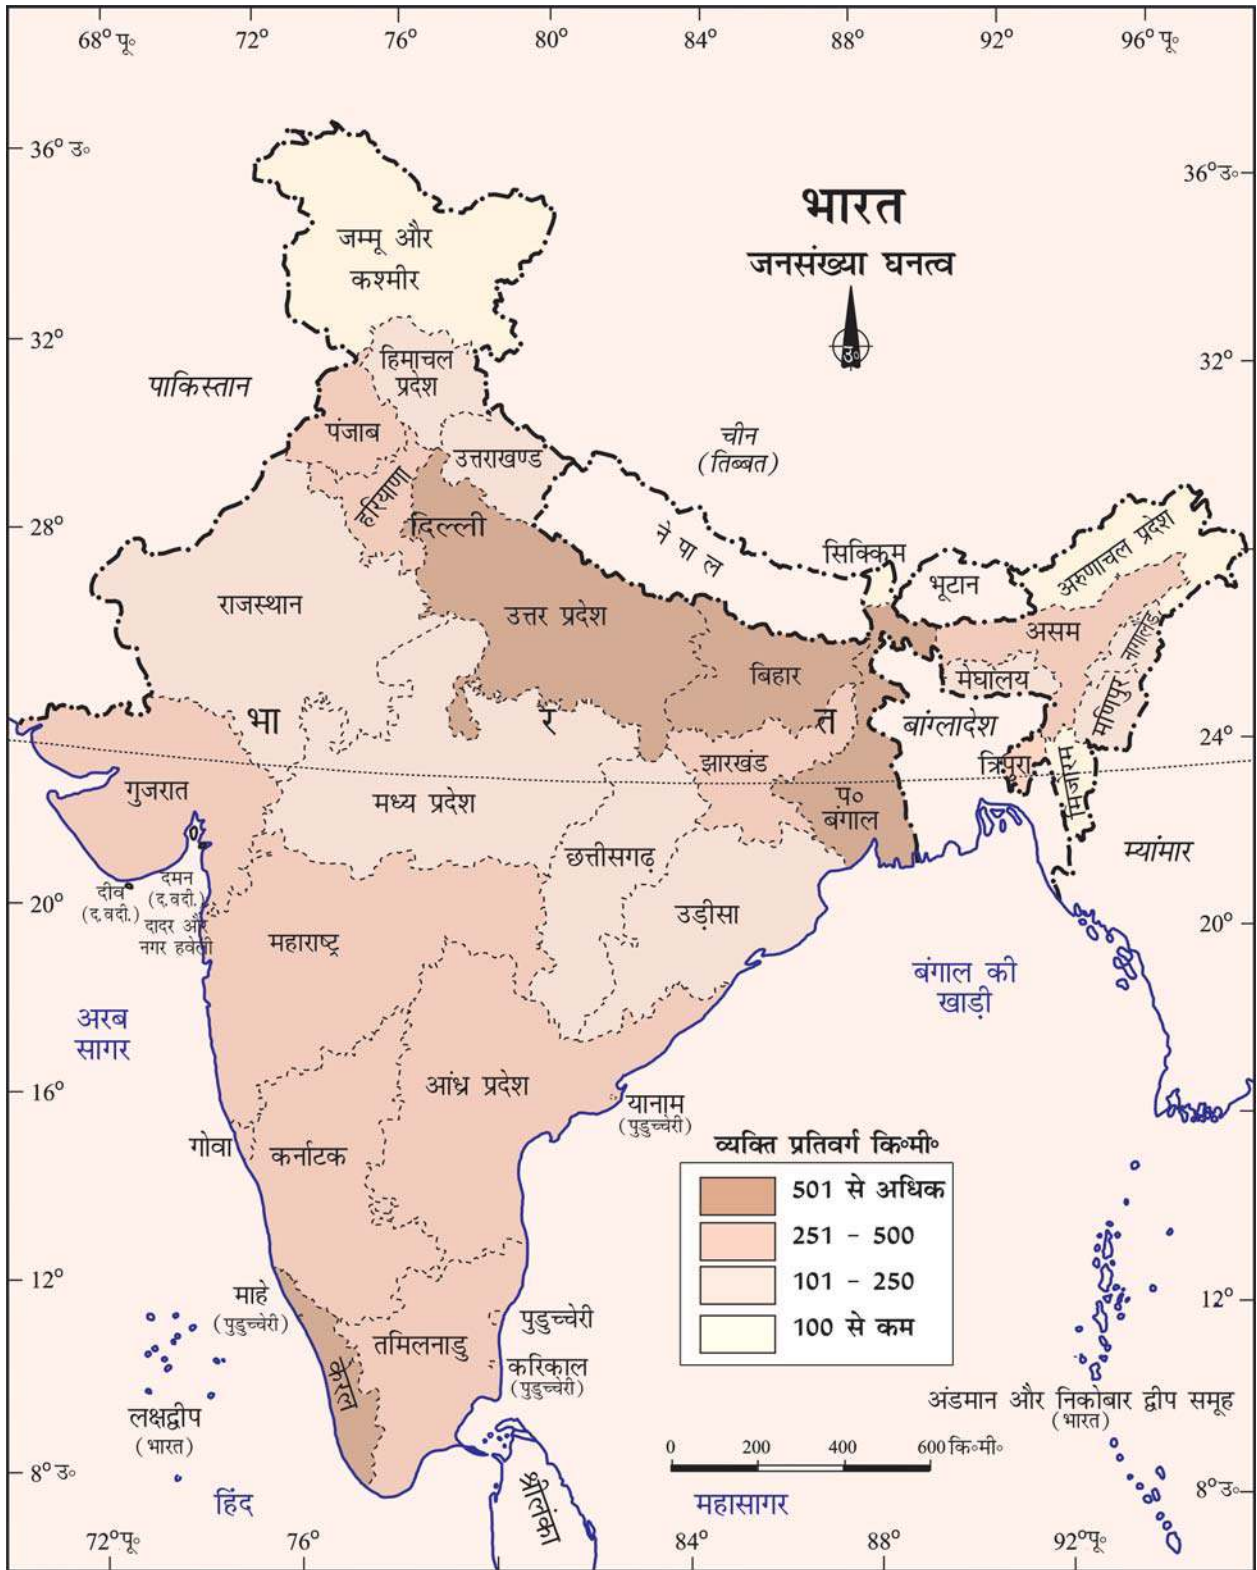 68° पू॰ 72° 76° 80° 84° 88° 92° 96° पू॰
36° उ॰
36° उ॰
भारत
जनसंख्या घनत्व
उ॰
जम्मू और
कश्मीर
32°
32°
हिमाचल
प्रदेश
पाकिस्तान
पंजाब
चीन
(तिब्बत)
उत्तराखण्ड
हरियाणा
28°
दिल्ली
नेपाल
सिक्किम
भूटान
अरुणाचल प्रदेश
राजस्थान
उत्तर प्रदेश
असम
नागालैंड
बिहार
मेघालय
मणिपुर
भा र त
बांग्लादेश
24°
24°
झारखंड
त्रिपुरा
मिजोरम
गुजरात
मध्य प्रदेश
प०
बंगाल
छत्तीसगढ़
म्यांमार
20°
20°
दीव
(द.वदी.)
दमन
(द.वदी.)
दादर और
नगर हवेली
महाराष्ट्र
उड़ीसा
बंगाल की
खाड़ी
अरब
सागर
16°
आंध्र प्रदेश
यानाम
(पुडुच्चेरी)
गोवा
कर्नाटक
व्यक्ति प्रतिवर्ग कि॰मी॰
501 से अधिक
251 - 500
101 - 250
100 से कम
12°
12°
माहे
(पुडुच्चेरी)
पुडुच्चेरी
तमिलनाडु
करिकाल
(पुडुच्चेरी)
केरल
लक्षद्वीप
(भारत)
अंडमान और निकोबार द्वीप समूह
(भारत)
0 200 400 600 कि॰मी॰
8° उ॰
8° उ॰
हिंद
श्रीलंका
महासागर
72° पू॰ 76° 84° 88° 92° पू॰